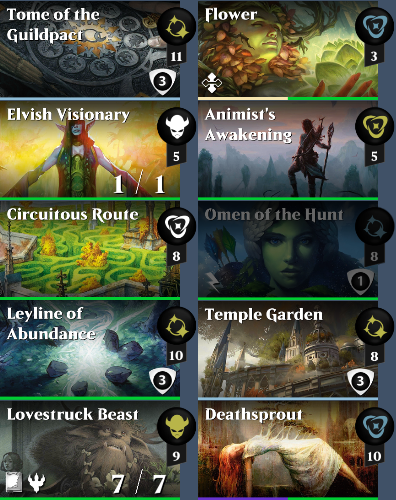 Tome of the
Guildpact
11
3
Flower
3
Elvish Visionary
5
1 / 1
Animist's
Awakening
5
Circuitous Route
8
Omen of the Hunt
8
1
Leyline of
Abundance
10
3
Temple Garden
8
3
Lovestruck Beast
9
7 / 7
Deathsprout
10